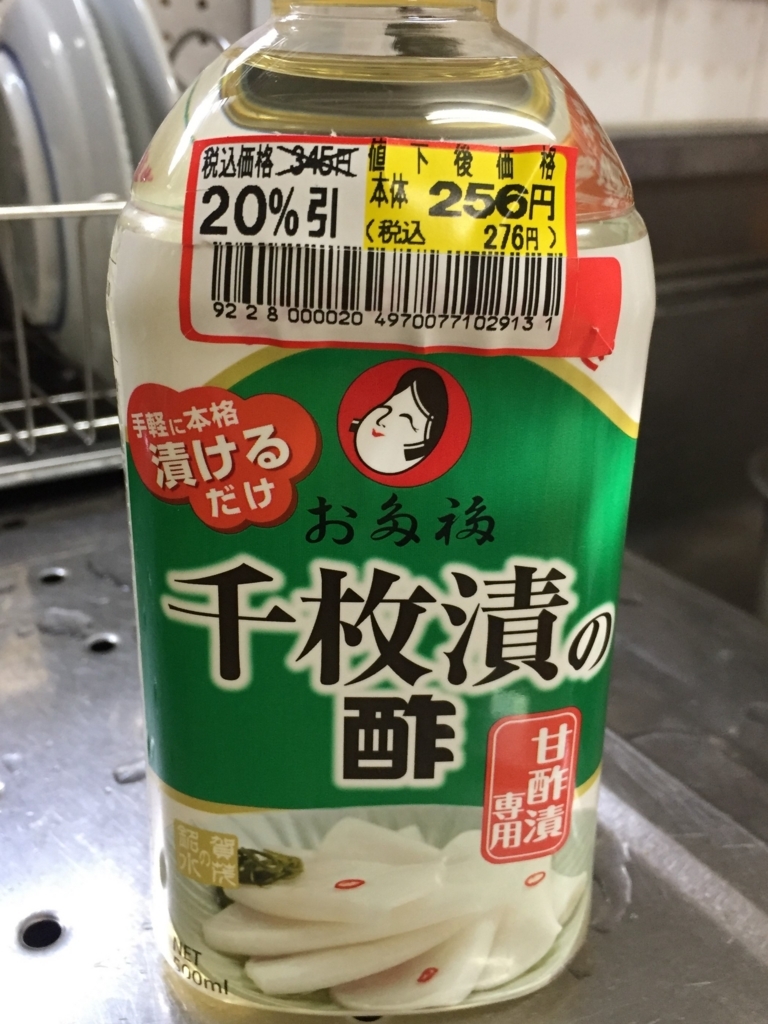 税込価格 345円
20%引
値下後価格
本体 256円
(税込 276円)
92 2 8 000020 4970077102913 1
手軽に本格
漬ける
だけ
お多福
千枚漬の
酢
甘酢漬
専用
賀茂
の
銘水
NET
500ml